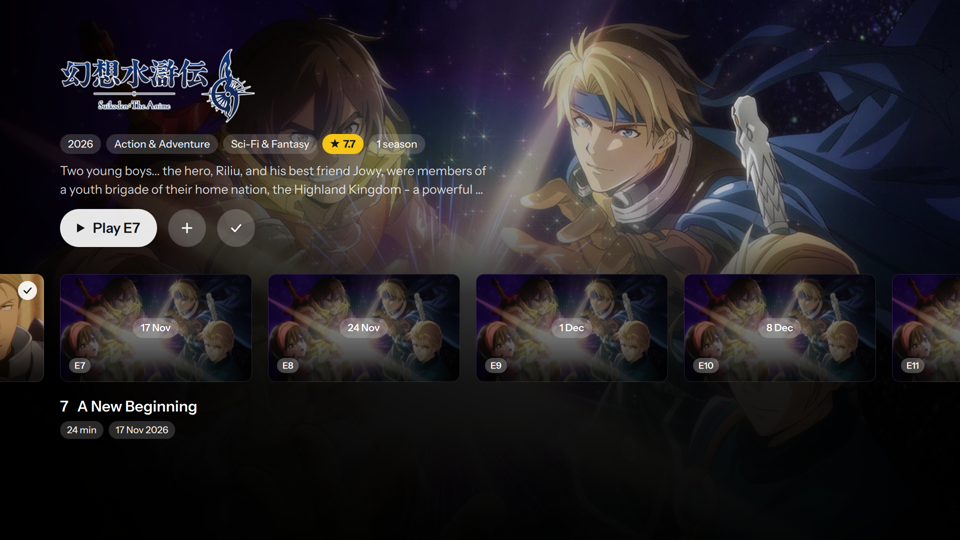 幻想水滸伝
Suikoden: The Anime
2026 Action & Adventure Sci-Fi & Fantasy ★ 7.7 1 season
Two young boys... the hero, Riliu, and his best friend Jowy, were members of
a youth brigade of their home nation, the Highland Kingdom - a powerful ...
Play E7
17 Nov
24 Nov
1 Dec
8 Dec
E7
E8
E9
E10
E11
7 A New Beginning
24 min 17 Nov 2026